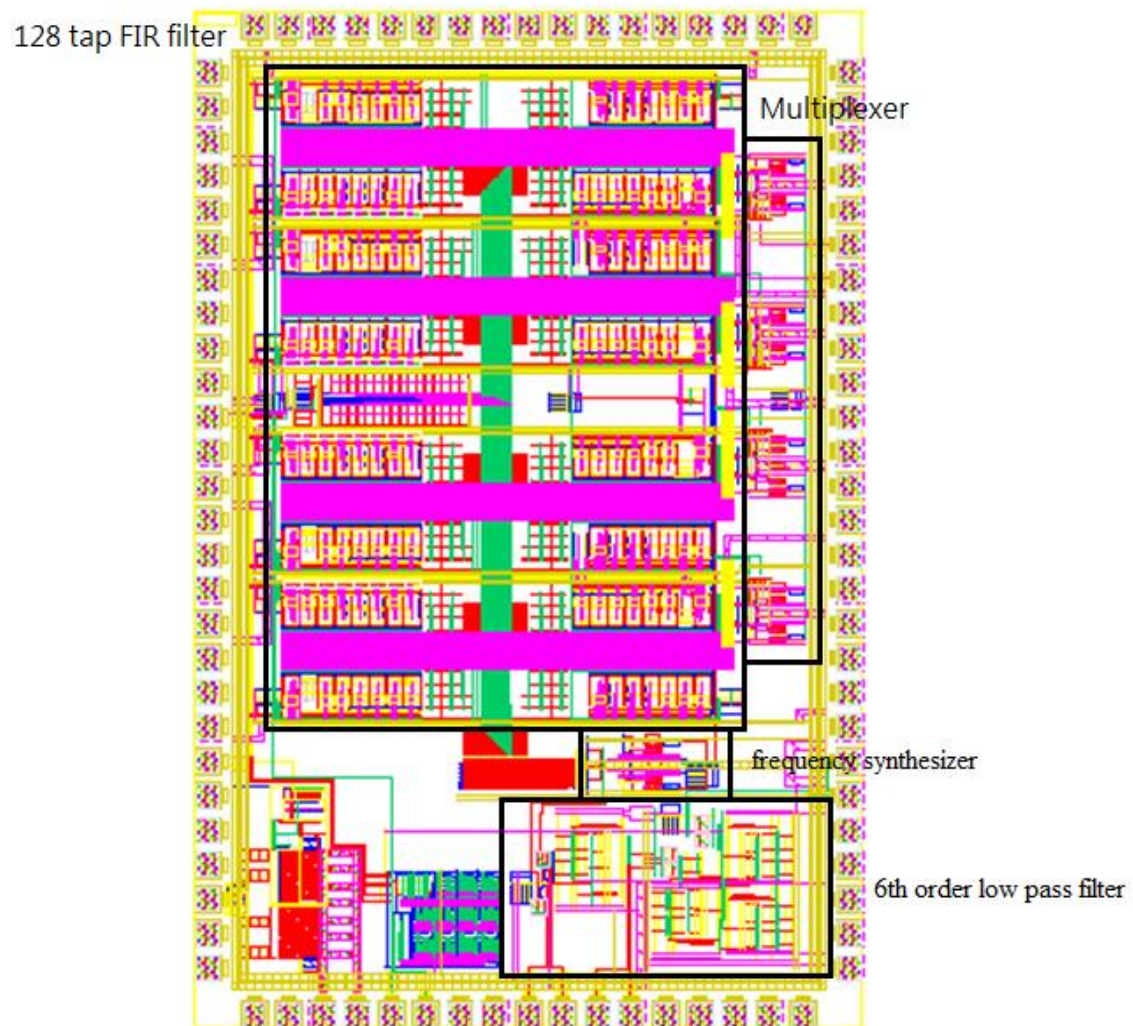 128 tap FIR filter
Multiplexer
frequency synthesizer
6th order low pass filter